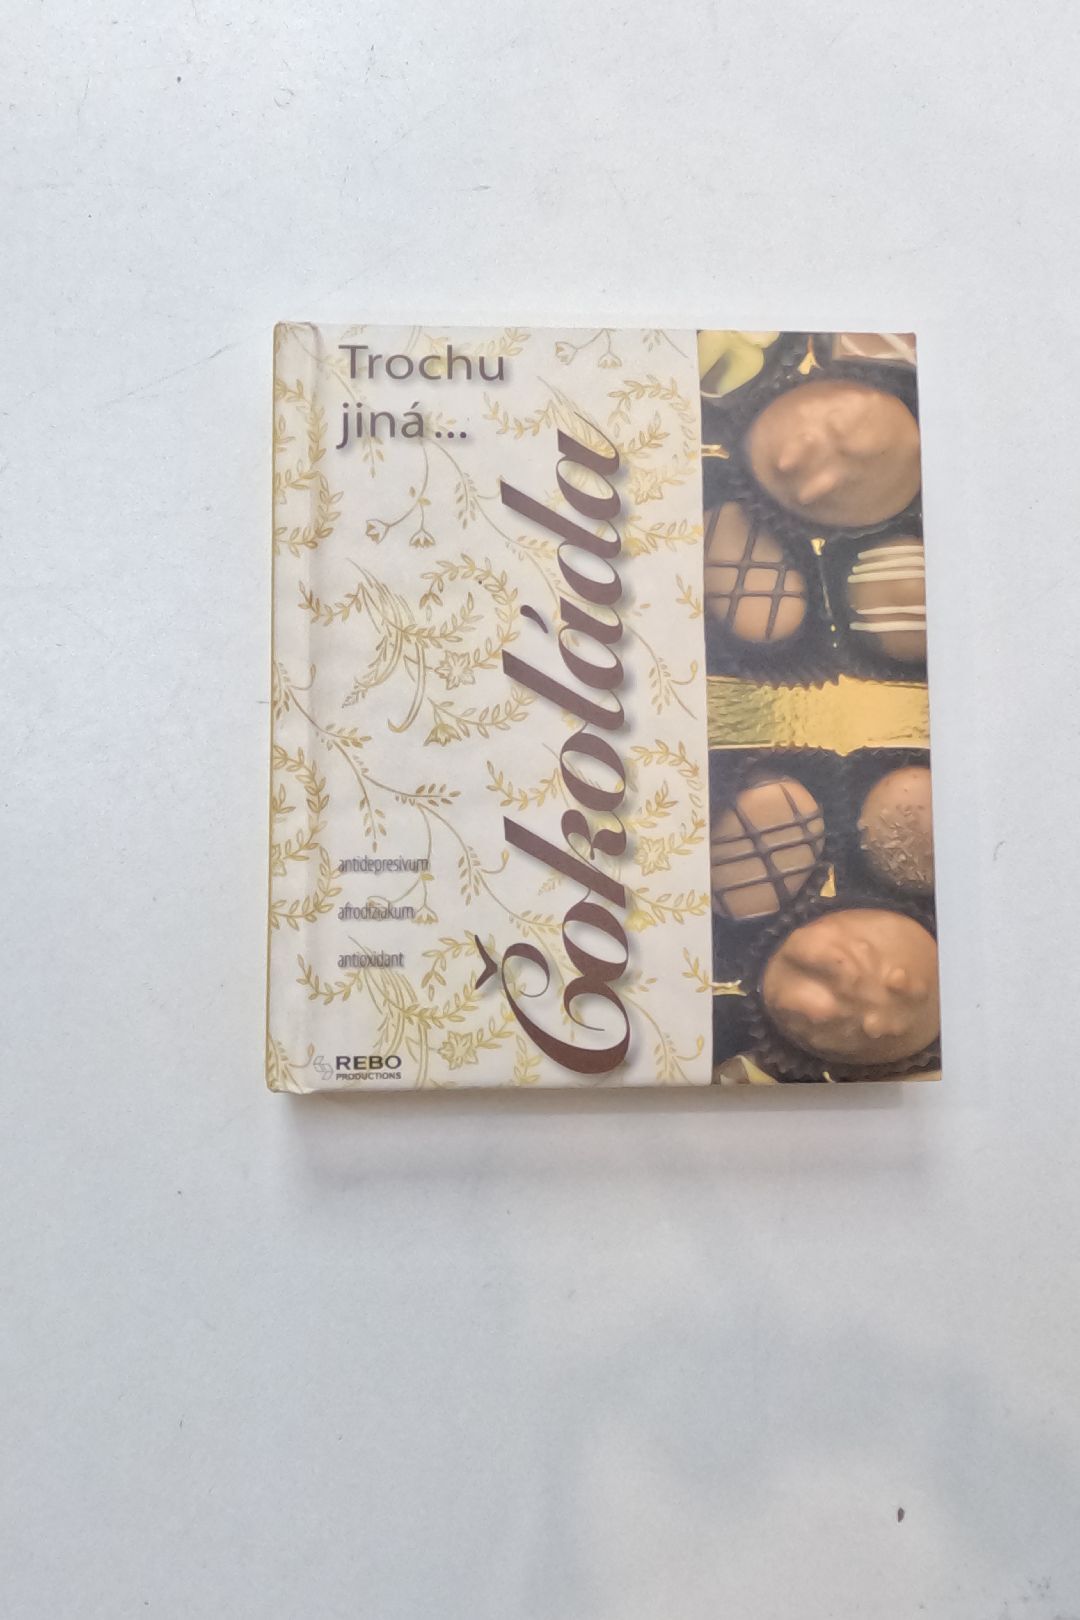 Trochu
jiná...
Čokoláda
antidepresivum
afrodiziakum
antioxidant
REBO
PRODUCTIONS